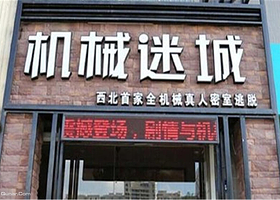 机械迷城
西北首家全机械真人密室逃脱
震撼登场，剧情与机